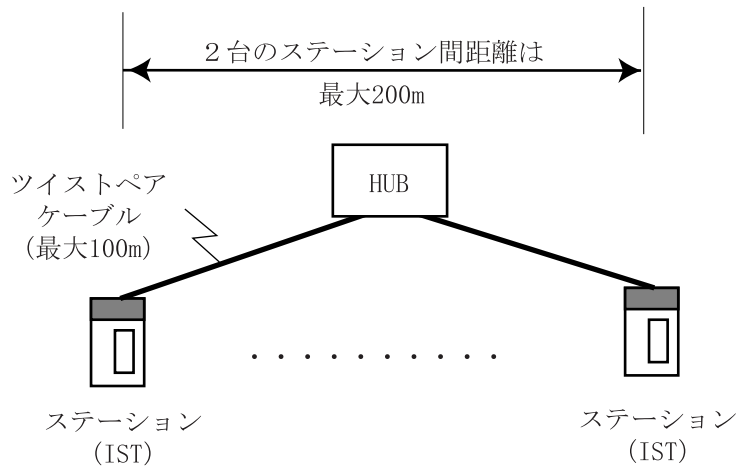 ２台のステーション間距離は
最大200m
HUB
ツイストペア
ケーブル
(最大100m)
ステーション
(IST)
ステーション
(IST)